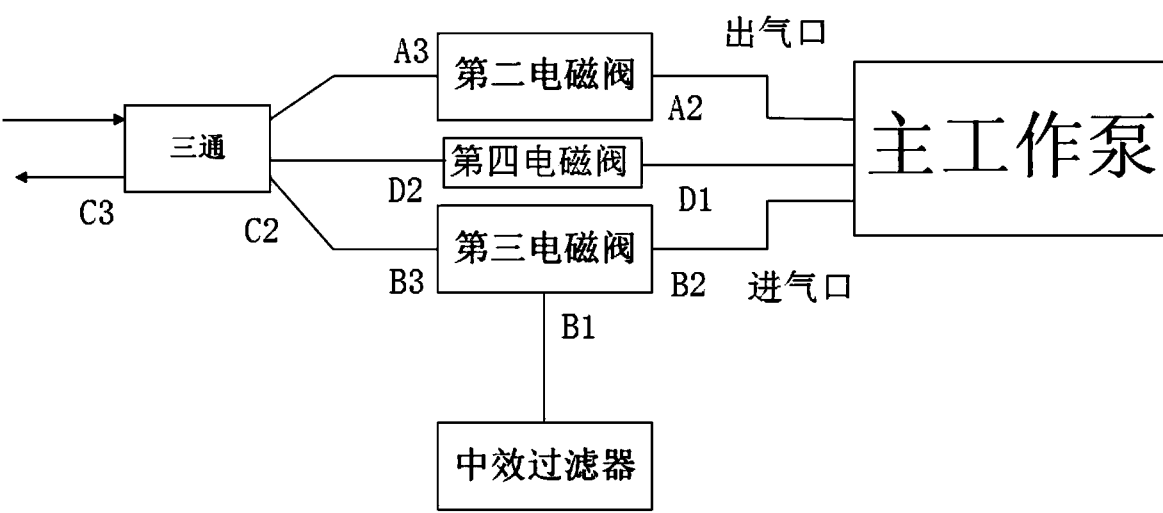 出气口
A3
第二电磁阀
A2
主工作泵
三通
第四电磁阀
D2
D1
C3
C2
第三电磁阀
B3
B2
进气口
B1
中效过滤器